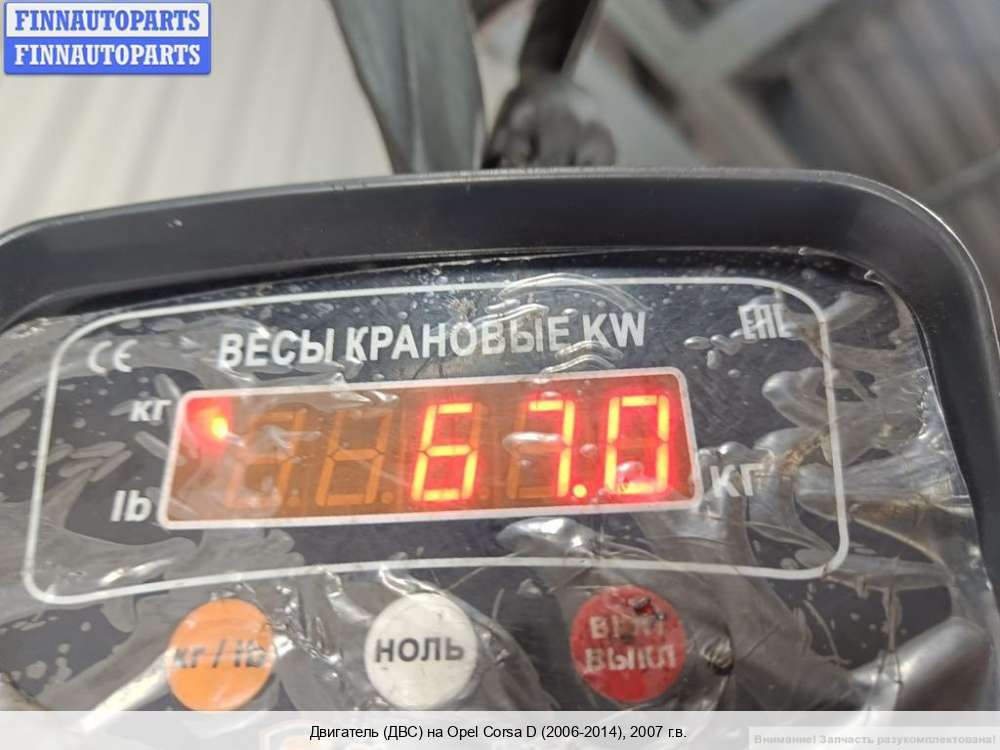 FINNAUTOPARTS
FINNAUTOPARTS
ВЕСЫ КРАНОВЫЕ KW
CE
EAC
кг
67.0
lb
КГ
кг / lb
НОЛЬ
ВКЛ
ВЫКЛ
Двигатель (ДВС) на Opel Corsa D (2006-2014), 2007 г.в.
Внимание! Запчасть разукомплектована!